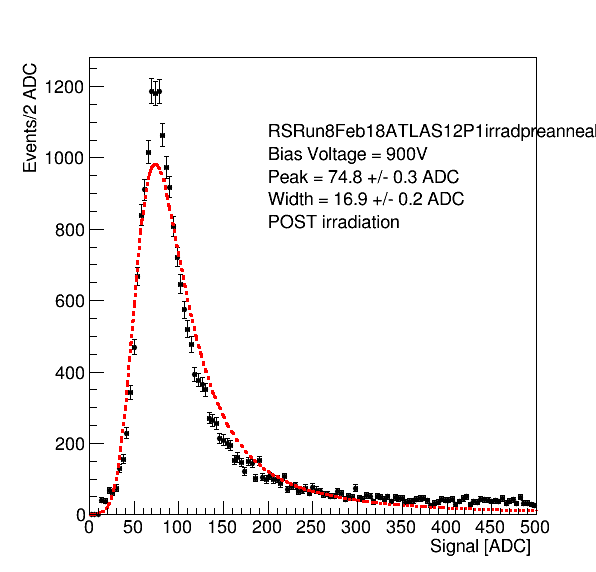 Events/2 ADC
1200
1000
800
600
400
200
0
RSRun8Feb18ATLAS12P1irradpreanneal
Bias Voltage = 900V
Peak = 74.8 +/- 0.3 ADC
Width = 16.9 +/- 0.2 ADC
POST irradiation
0 50 100 150 200 250 300 350 400 450 500
Signal [ADC]